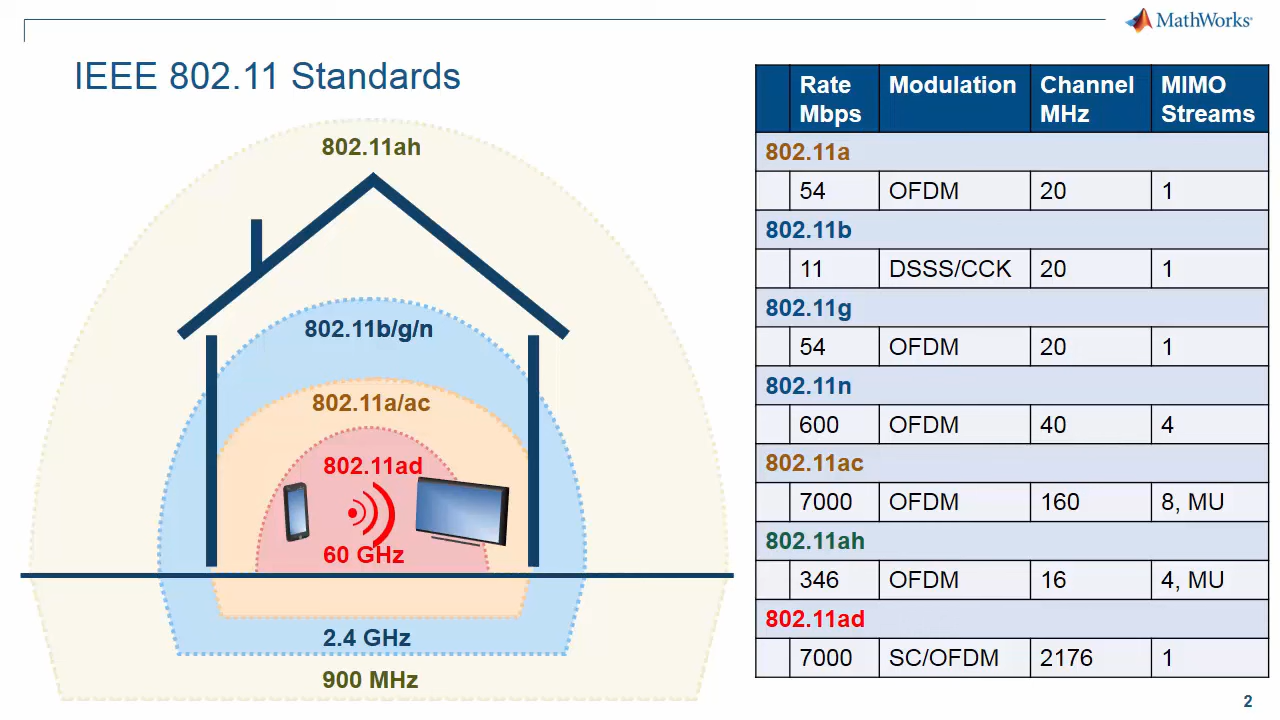 MathWorks
IEEE 802.11 Standards
802.11ah
802.11b/g/n
802.11a/ac
802.11ad
60 GHz
2.4 GHz
900 MHz
Rate Mbps Modulation Channel MHz MIMO Streams
802.11a
54 OFDM 20 1
802.11b
11 DSSS/CCK 20 1
802.11g
54 OFDM 20 1
802.11n
600 OFDM 40 4
802.11ac
7000 OFDM 160 8, MU
802.11ah
346 OFDM 16 4, MU
802.11ad
7000 SC/OFDM 2176 1
2